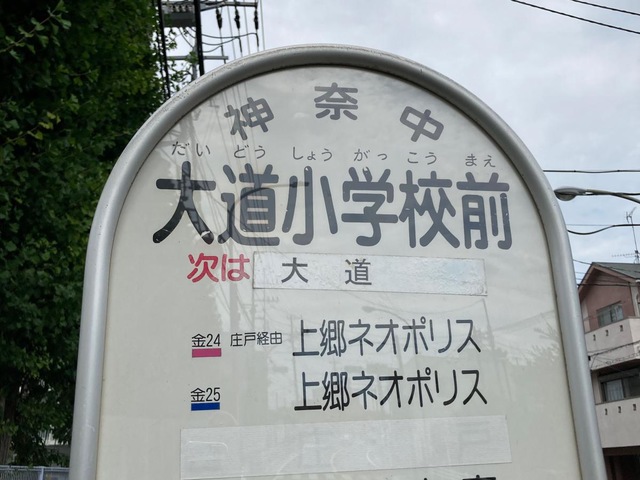 神奈中
だいどうしょうがっこうまえ
大道小学校前
次は 大道
金24 庄戸経由 上郷ネオポリス
金25 上郷ネオポリス